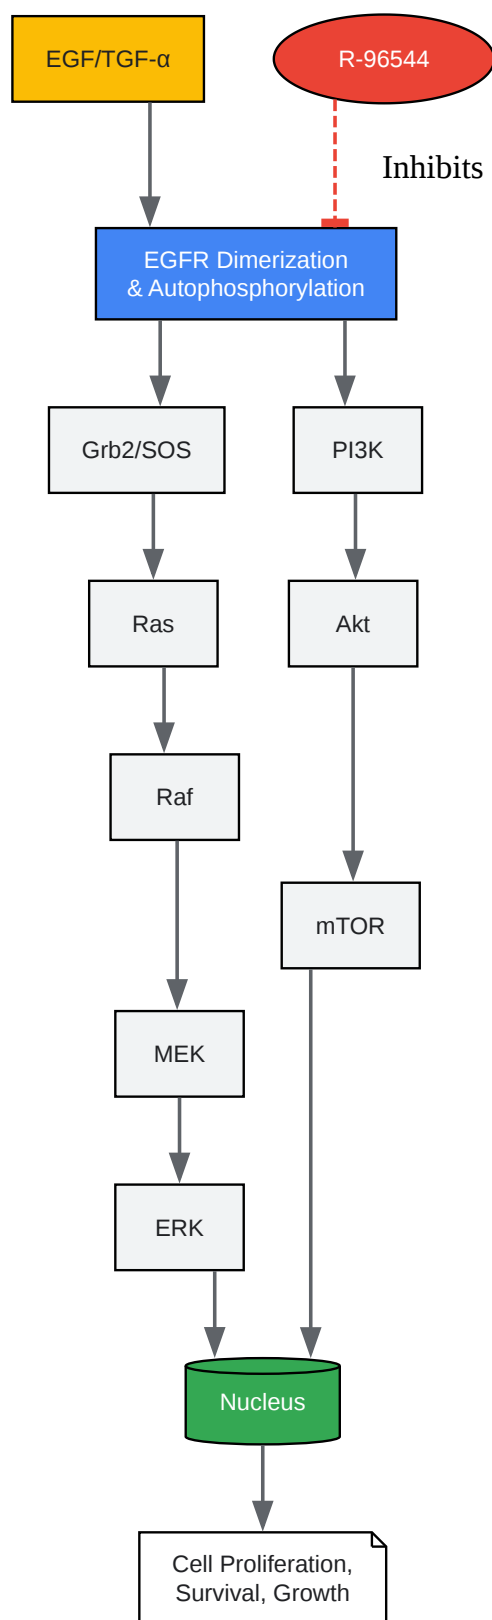 EGF/TGF-α
R-96544
Inhibits
EGFR Dimerization
& Autophosphorylation
Grb2/SOS
PI3K
Ras
Akt
Raf
mTOR
MEK
ERK
Nucleus
Cell Proliferation,
Survival, Growth